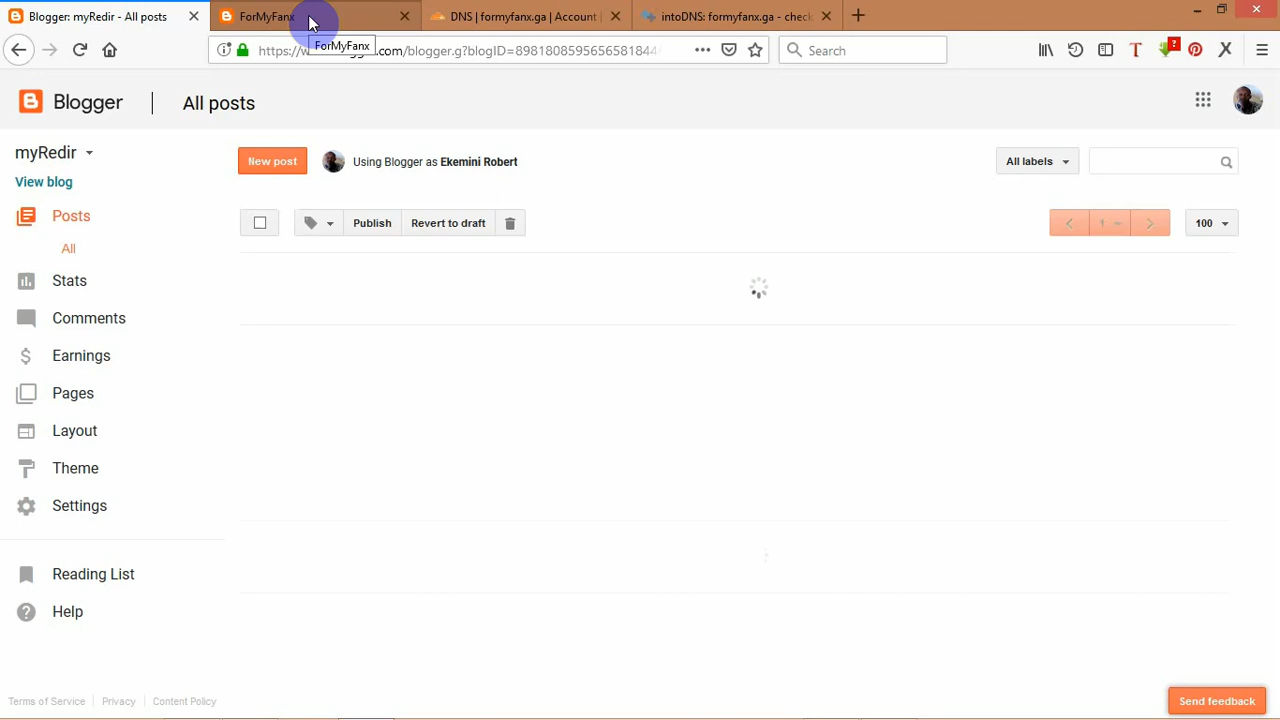 Blogger: myRedir - All posts
ForMyFanx
DNS | formyfanx.ga | Account
intoDNS: formyfanx.ga - check
ForMyFanx
.com/blogger.g?blogID=898180859565658184
Search
Blogger
All posts
myRedir
View blog
New post
Using Blogger as Ekemini Robert
All labels
Posts
All
Publish
Revert to draft
1
100
Stats
Comments
Earnings
Pages
Layout
Theme
Settings
Reading List
Help
Terms of Service
Privacy
Content Policy
Send feedback